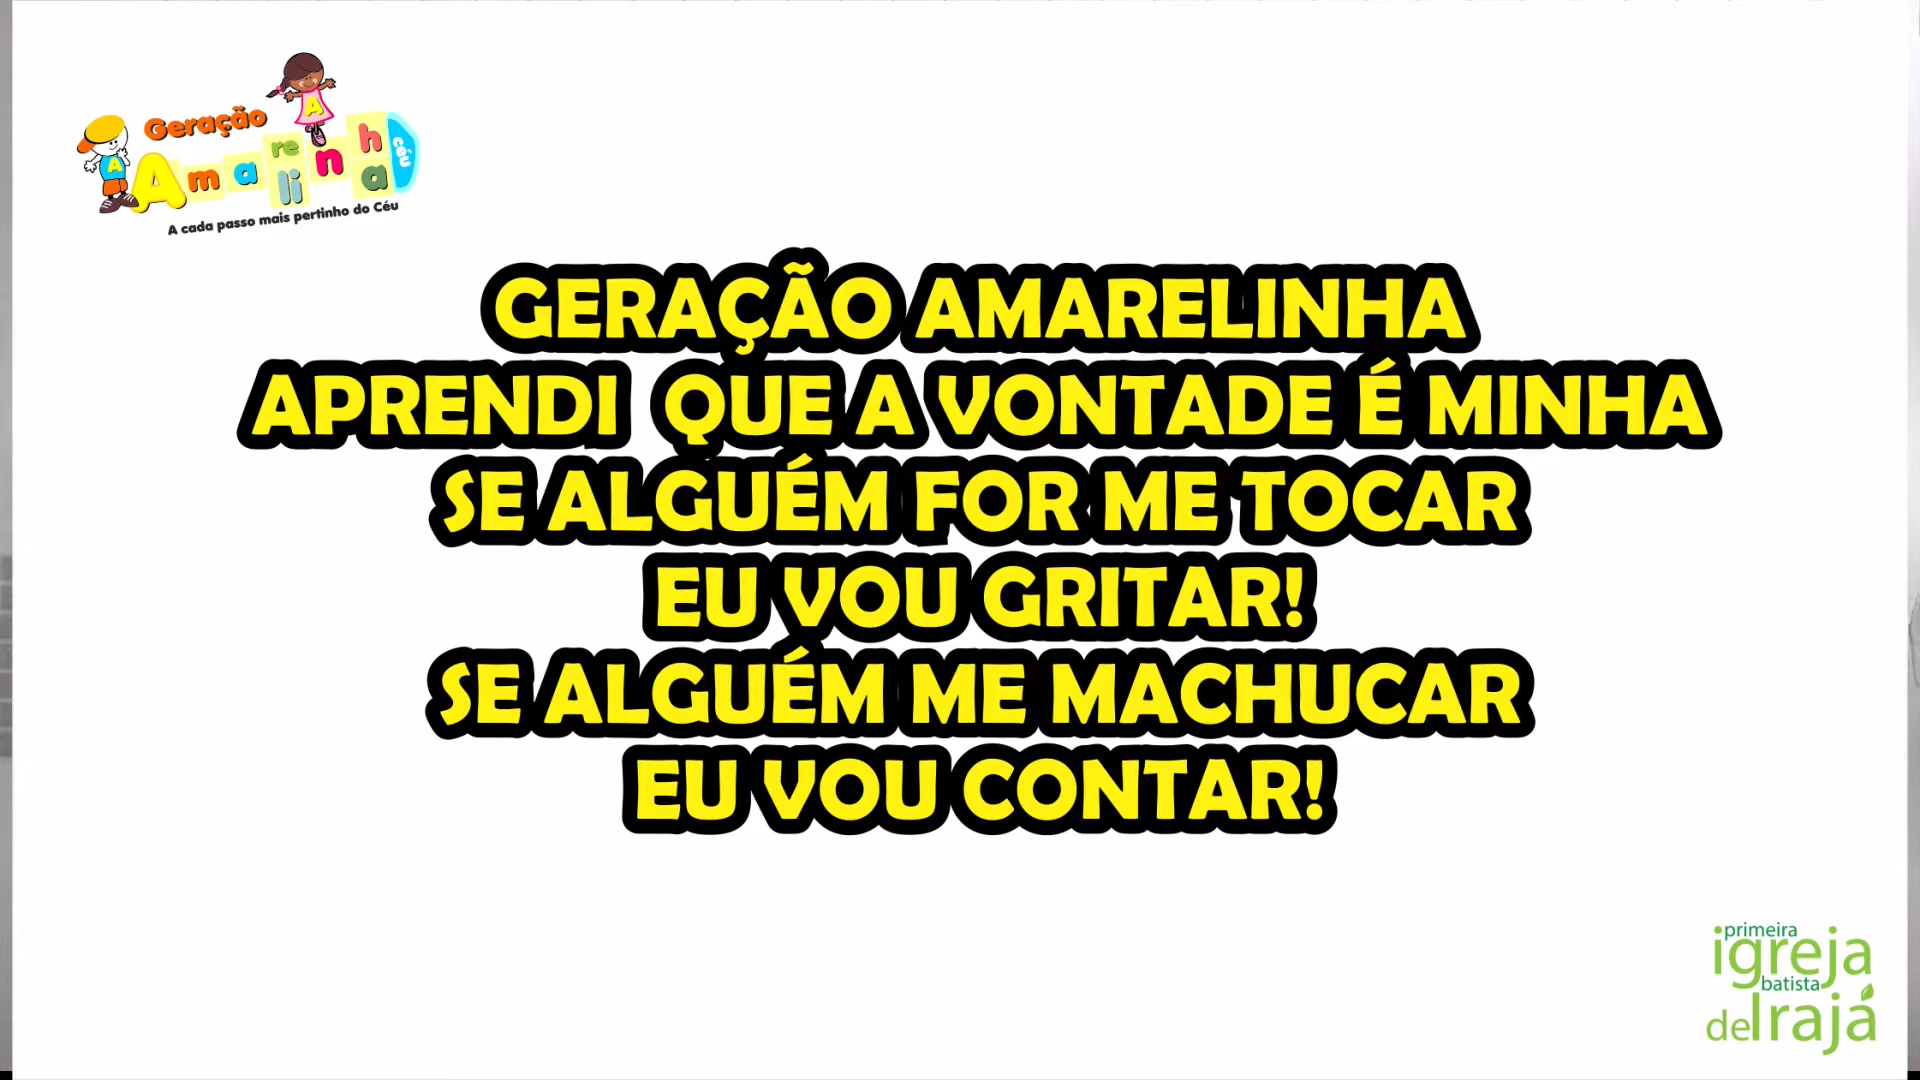 Geração
Amarelinha
céu
A cada passo mais pertinho do Céu
GERAÇÃO AMARELINHA
APRENDI QUE A VONTADE É MINHA
SE ALGUÉM FOR ME TOCAR
EU VOU GRITAR!
SE ALGUÉM ME MACHUCAR
EU VOU CONTAR!
primeira
igreja
batista
de Irajá